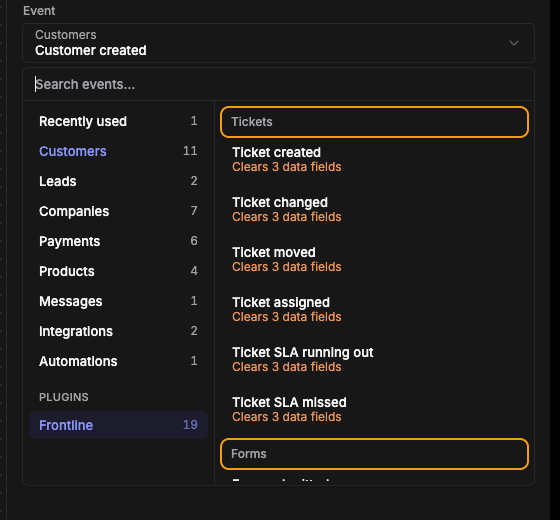 Event
Customers
Customer created
Search events...
Recently used 1
Customers 11
Leads 2
Companies 7
Payments 6
Products 4
Messages 1
Integrations 2
Automations 1
PLUGINS
Frontline 19
Tickets
Ticket created
Clears 3 data fields
Ticket changed
Clears 3 data fields
Ticket moved
Clears 3 data fields
Ticket assigned
Clears 3 data fields
Ticket SLA running out
Clears 3 data fields
Ticket SLA missed
Clears 3 data fields
Forms